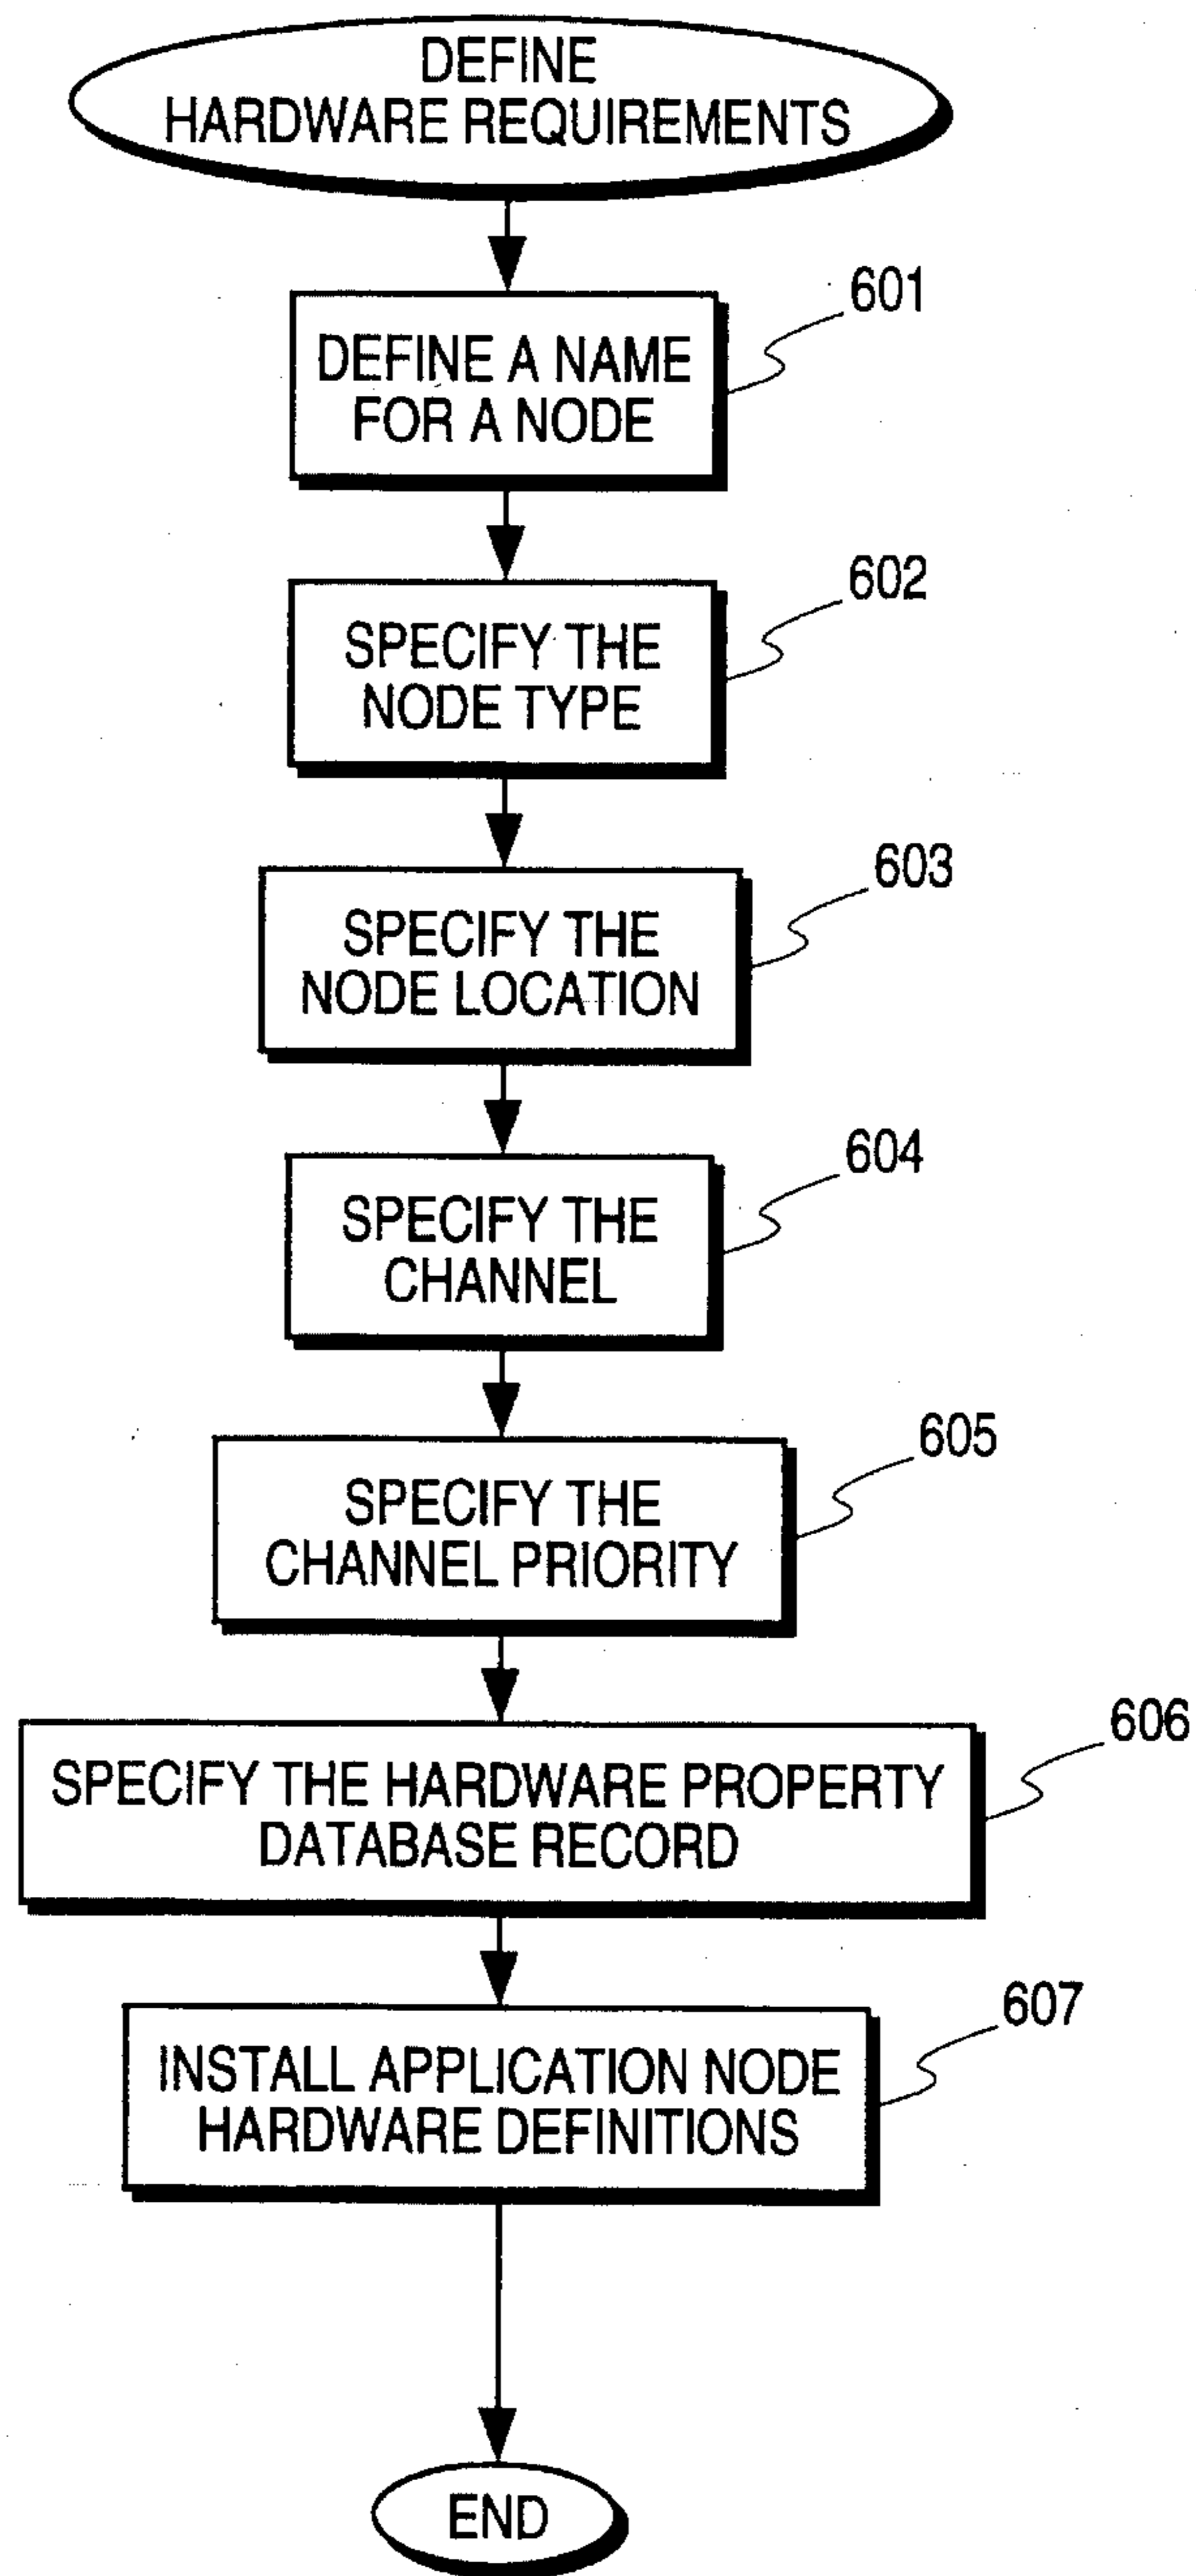 DEFINE
HARDWARE REQUIREMENTS
601
DEFINE A NAME
FOR A NODE
602
SPECIFY THE
NODE TYPE
603
SPECIFY THE
NODE LOCATION
604
SPECIFY THE
CHANNEL
605
SPECIFY THE
CHANNEL PRIORITY
606
SPECIFY THE HARDWARE PROPERTY
DATABASE RECORD
607
INSTALL APPLICATION NODE
HARDWARE DEFINITIONS
END